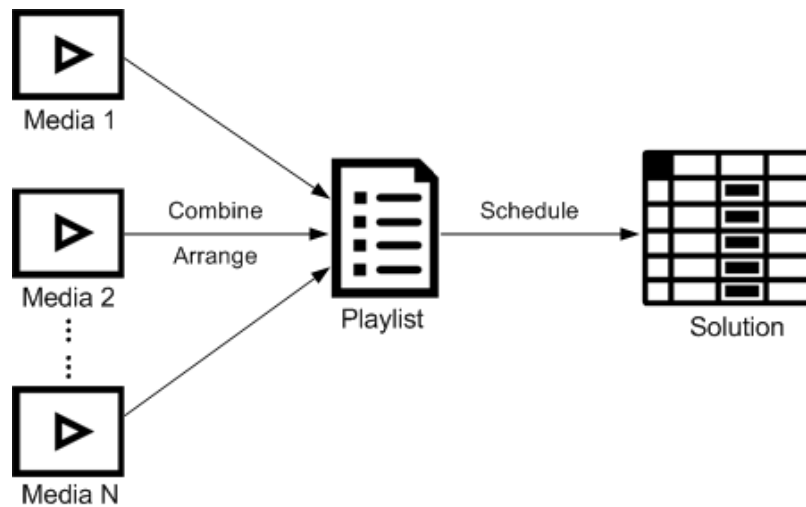 Media 1
Combine
Arrange
Media 2
Media N
Playlist
Schedule
Solution